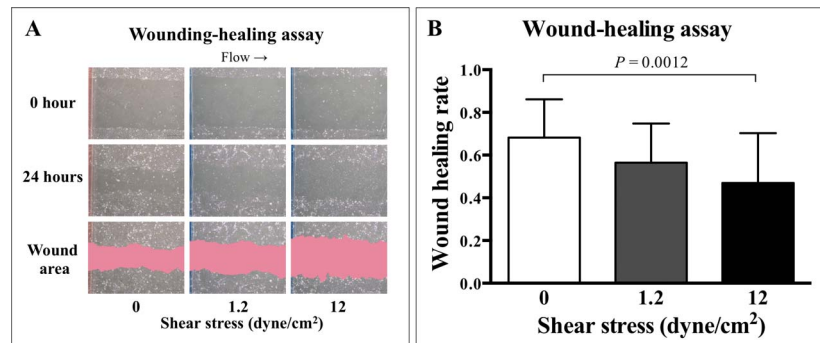 A
Wounding-healing assay
Flow →
0 hour
24 hours
Wound
area
0 1.2 12
Shear stress (dyne/cm²)
B
Wound-healing assay
P = 0.0012
Wound healing rate
1.0
0.8
0.6
0.4
0.2
0.0
0 1.2 12
Shear stress (dyne/cm²)